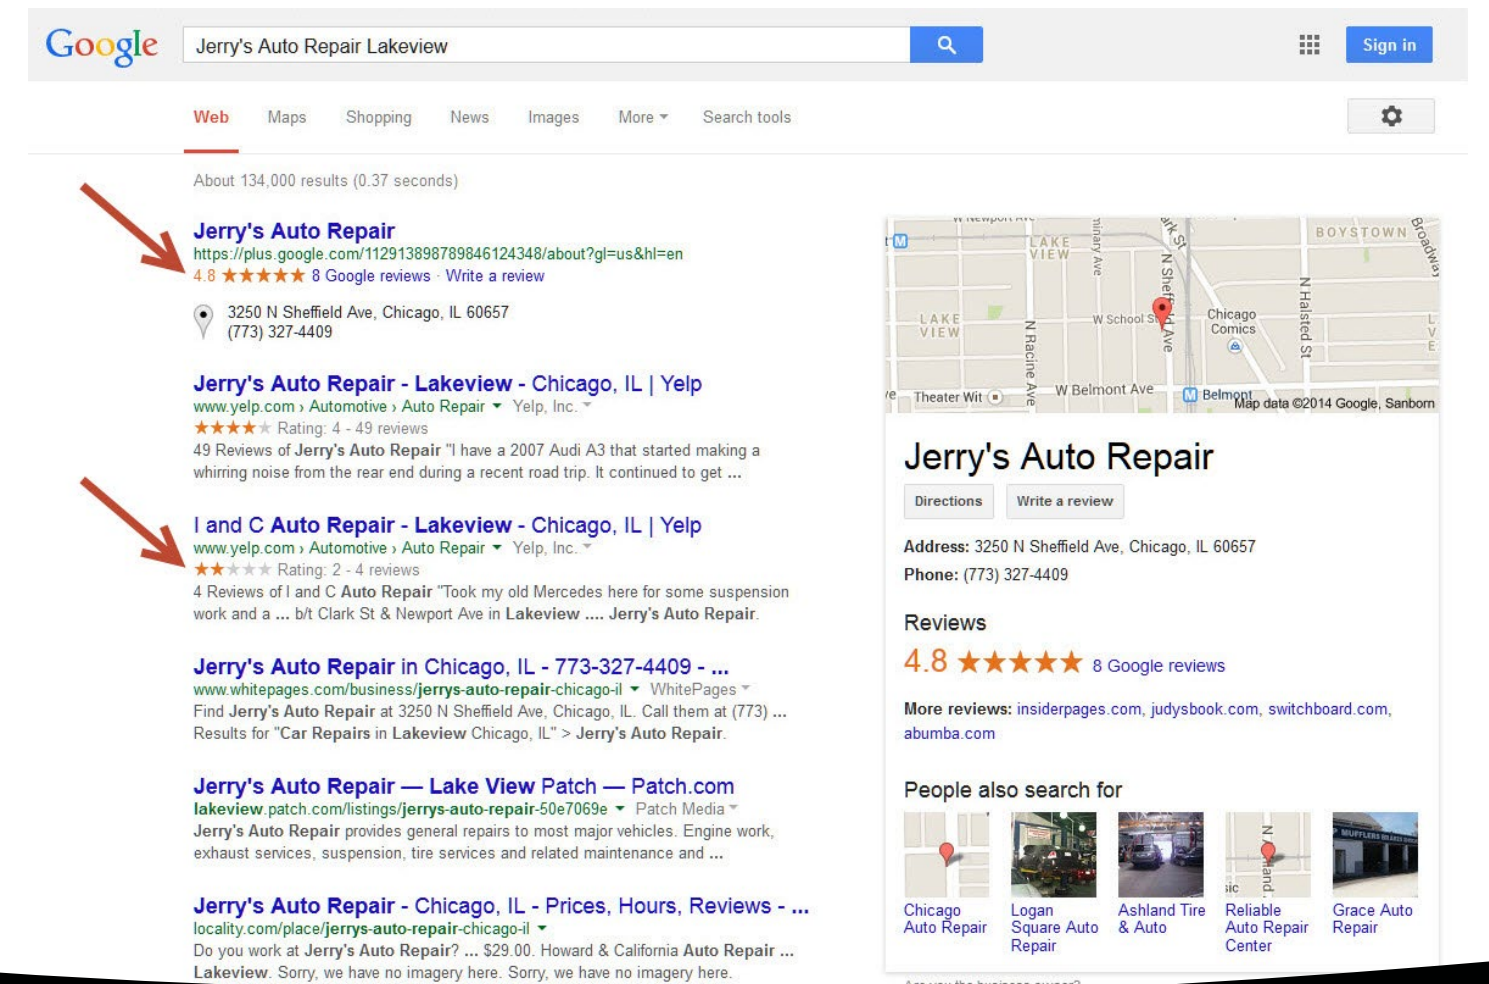 Google
Jerry's Auto Repair Lakeview
Sign in
Web Maps Shopping News Images More Search tools
About 134,000 results (0.37 seconds)
Jerry's Auto Repair
https://plus.google.com/112913898789846124348/about?gl=us&hl=en
4.8 ★★★★★ 8 Google reviews · Write a review
3250 N Sheffield Ave, Chicago, IL 60657
(773) 327-4409
Jerry's Auto Repair - Lakeview - Chicago, IL | Yelp
www.yelp.com › Automotive › Auto Repair ▼ Yelp, Inc. ▼
★★★★★ Rating: 4 - 49 reviews
49 Reviews of Jerry's Auto Repair "I have a 2007 Audi A3 that started making a
whirring noise from the rear end during a recent road trip. It continued to get ...
I and C Auto Repair - Lakeview - Chicago, IL | Yelp
www.yelp.com › Automotive › Auto Repair ▼ Yelp, Inc. ▼
★★★★★ Rating: 2 - 4 reviews
4 Reviews of I and C Auto Repair "Took my old Mercedes here for some suspension
work and a ... b/t Clark St & Newport Ave in Lakeview .... Jerry's Auto Repair.
Jerry's Auto Repair in Chicago, IL - 773-327-4409 - ...
www.whitepages.com/business/jerrys-auto-repair-chicago-il ▼ WhitePages ▼
Find Jerry's Auto Repair at 3250 N Sheffield Ave, Chicago, IL. Call them at (773) ...
Results for "Car Repairs in Lakeview Chicago, IL" > Jerry's Auto Repair.
Jerry's Auto Repair — Lake View Patch — Patch.com
lakeview.patch.com/listings/jerrys-auto-repair-50e7069e ▼ Patch Media ▼
Jerry's Auto Repair provides general repairs to most major vehicles. Engine work,
exhaust services, suspension, tire services and related maintenance and ...
Jerry's Auto Repair - Chicago, IL - Prices, Hours, Reviews - ...
locality.com/place/jerrys-auto-repair-chicago-il ▼
Do you work at Jerry's Auto Repair? ... $29.00. Howard & California Auto Repair ...
Lakeview. Sorry, we have no imagery here. Sorry, we have no imagery here.
W Newport Ave
LAKE
VIEW
N Sheffield Ave
BOYSTOWN
Broadway
LAKE
VIEW
N Racine Ave
W School St
Chicago
Comics
N Halsted St
Theater Wit
W Belmont Ave
Belmont
Map data ©2014 Google, Sanborn
Jerry's Auto Repair
Directions Write a review
Address: 3250 N Sheffield Ave, Chicago, IL 60657
Phone: (773) 327-4409
Reviews
4.8 ★★★★★ 8 Google reviews
More reviews: insiderpages.com, judysbook.com, switchboard.com,
abumba.com
People also search for
Chicago
Auto Repair
Logan
Square Auto
Repair
Ashland Tire
& Auto
Reliable
Auto Repair
Center
Grace Auto
Repair